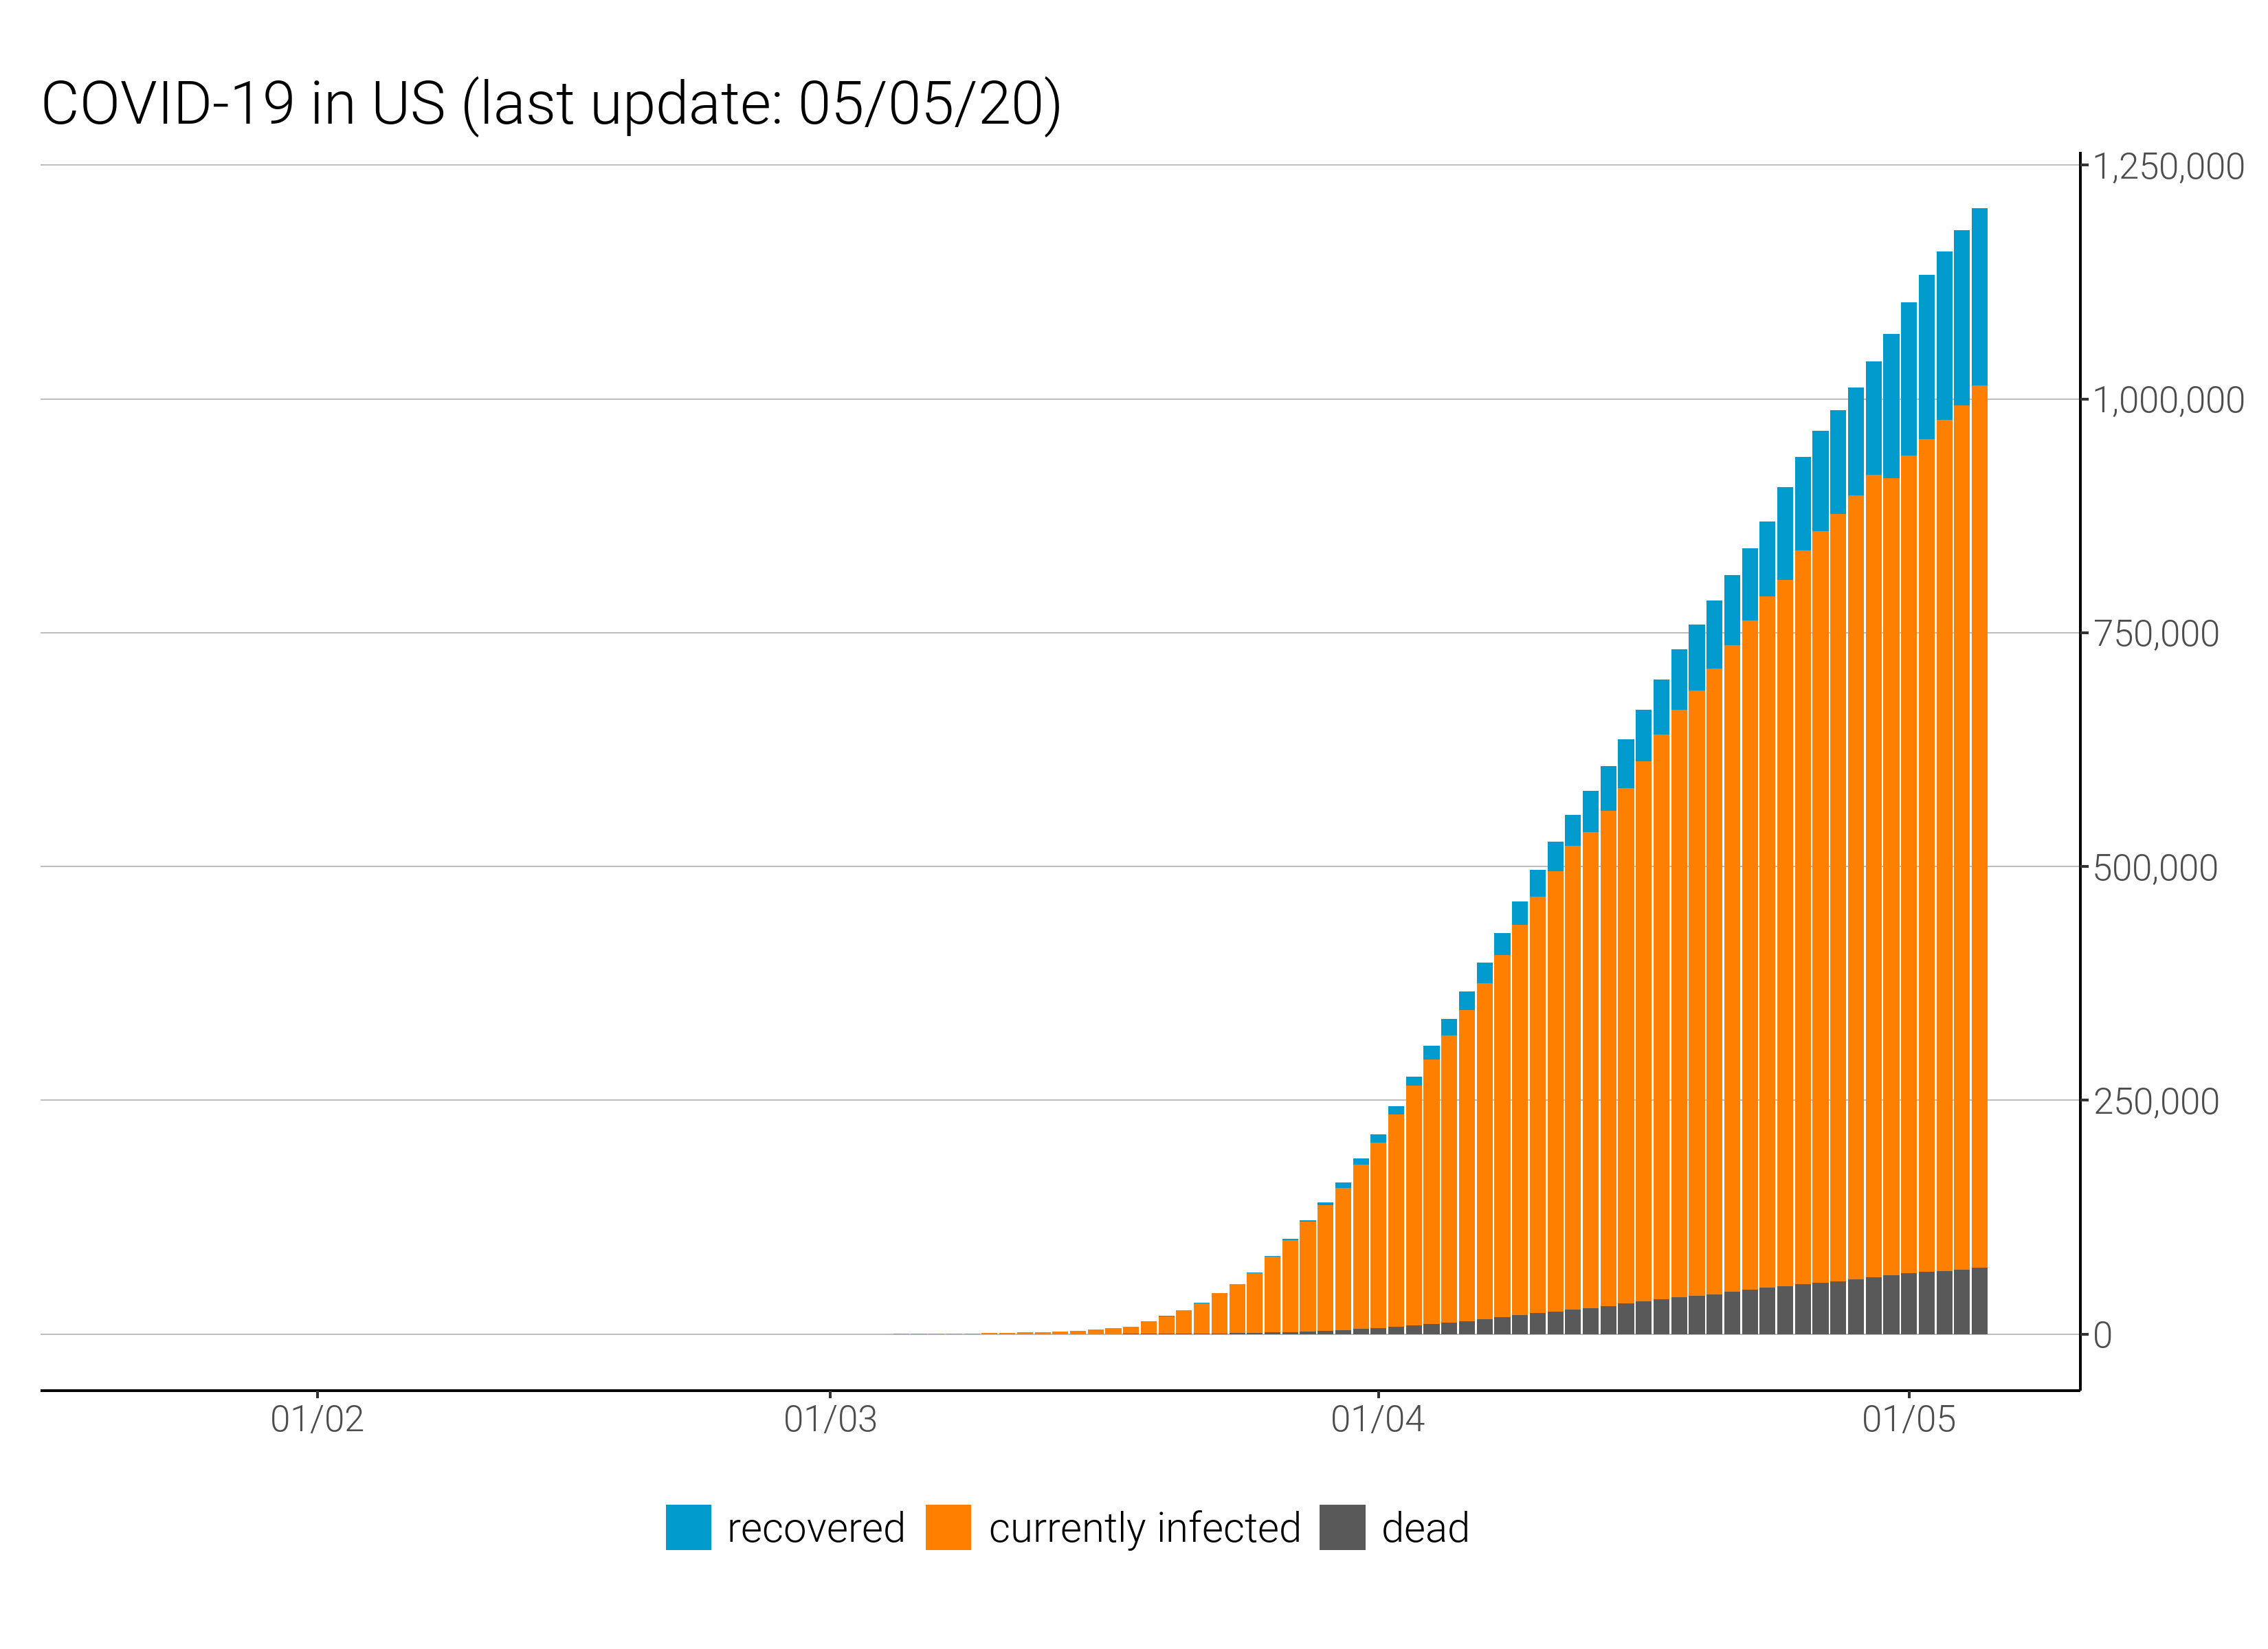 COVID-19 in US (last update: 05/05/20)
1,250,000
1,000,000
750,000
500,000
250,000
0
01/02 01/03 01/04 01/05
recovered currently infected dead